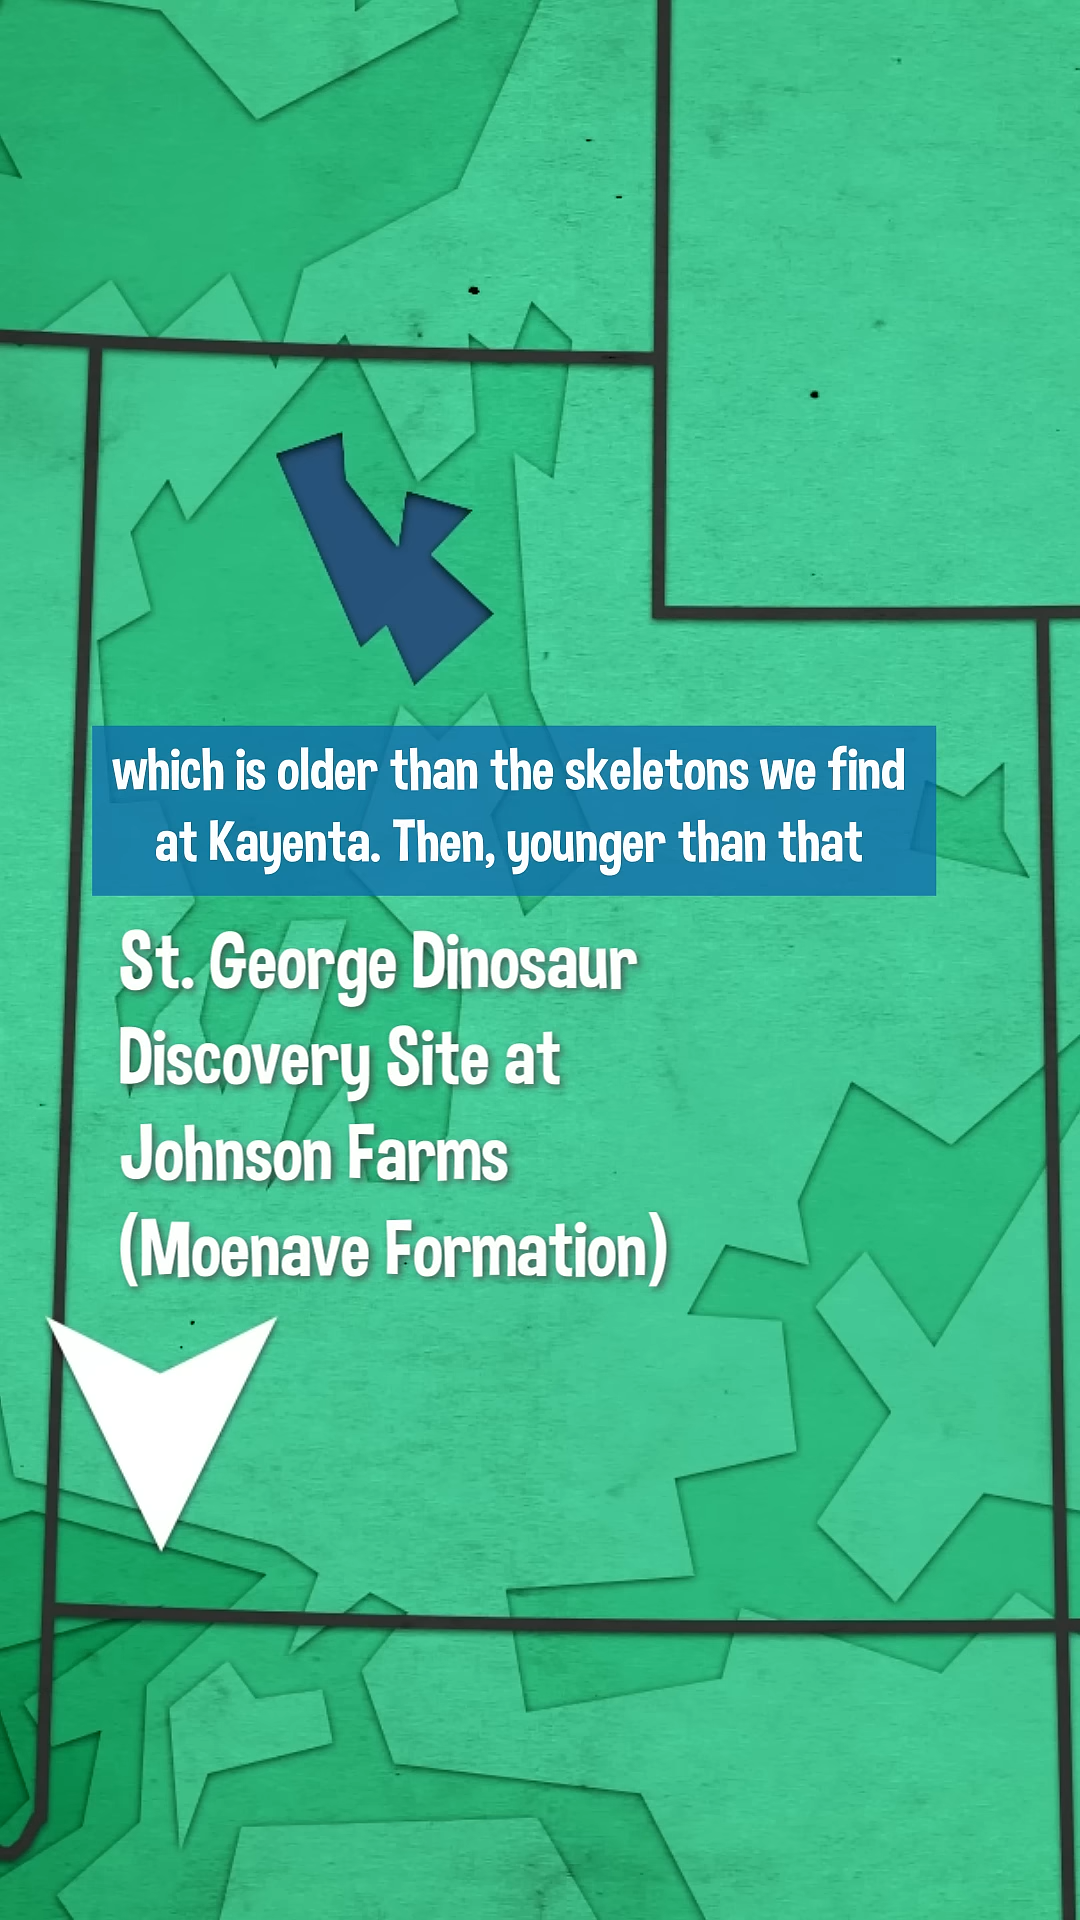 which is older than the skeletons we find
at Kayenta. Then, younger than that
St. George Dinosaur
Discovery Site at
Johnson Farms
(Moenave Formation)